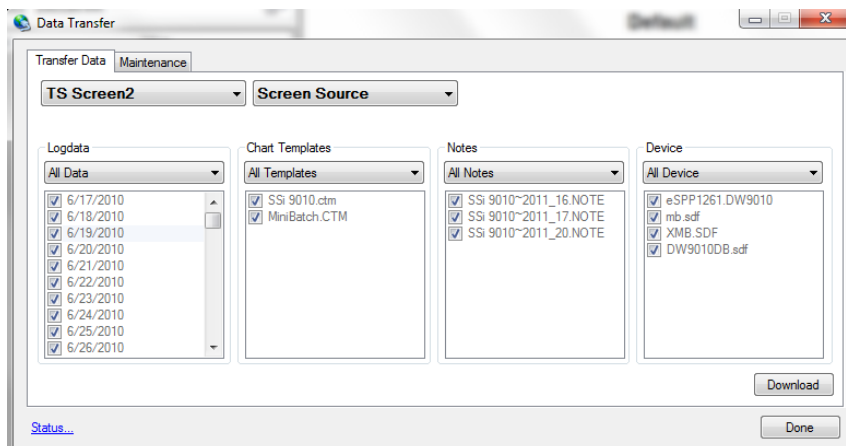 Default
Data Transfer
Transfer Data Maintenance
TS Screen2 Screen Source
Logdata Chart Templates Notes Device
All Data All Templates All Notes All Device
6/17/2010 SSi 9010.ctm SSi 9010~2011_16.NOTE eSPP1261.DW9010
6/18/2010 MiniBatch.CTM SSi 9010~2011_17.NOTE mb.sdf
6/19/2010 SSi 9010~2011_20.NOTE XMB.SDF
6/20/2010 DW9010DB.sdf
6/21/2010
6/22/2010
6/23/2010
6/24/2010
6/25/2010
6/26/2010
Download
Status... Done